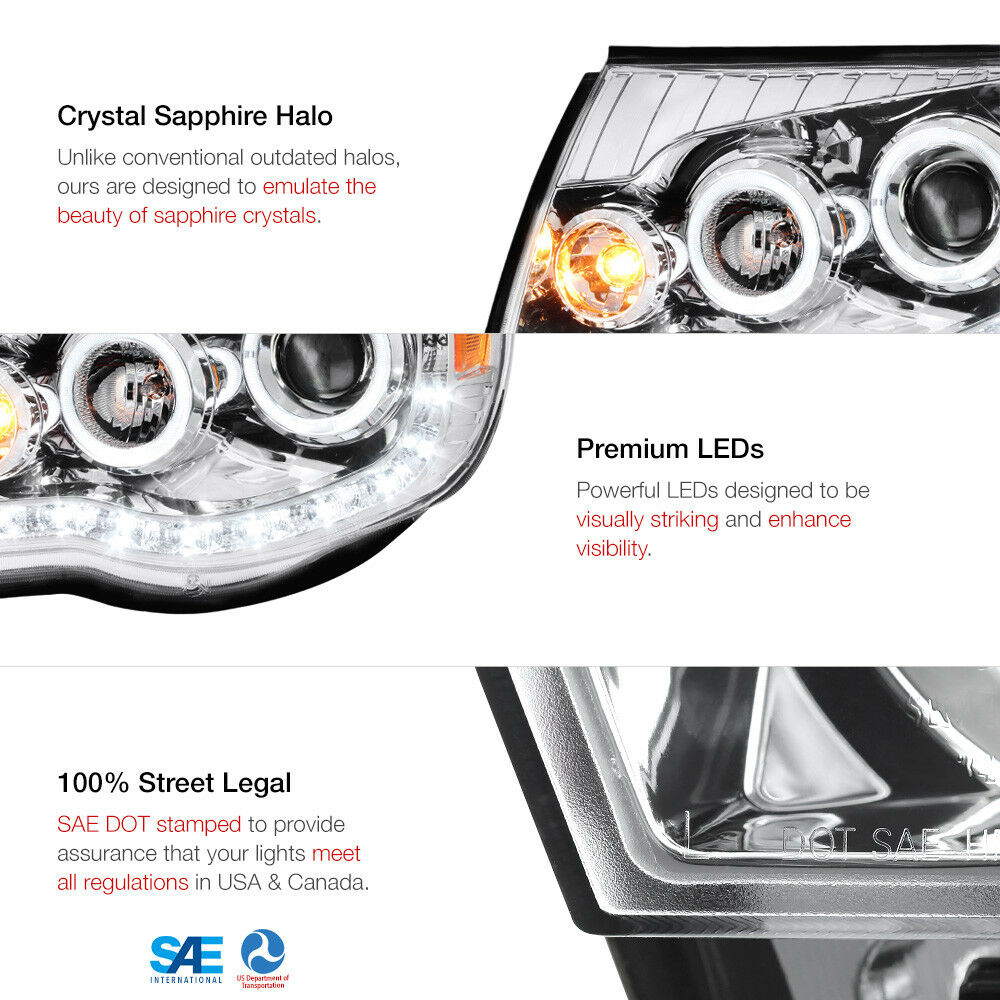 Crystal Sapphire Halo
Unlike conventional outdated halos,
ours are designed to emulate the
beauty of sapphire crystals.
Premium LEDs
Powerful LEDs designed to be
visually striking and enhance
visibility.
100% Street Legal
SAE DOT stamped to provide
assurance that your lights meet
all regulations in USA & Canada.
L DOT SAE
SAE
INTERNATIONAL
US Department of
Transportation